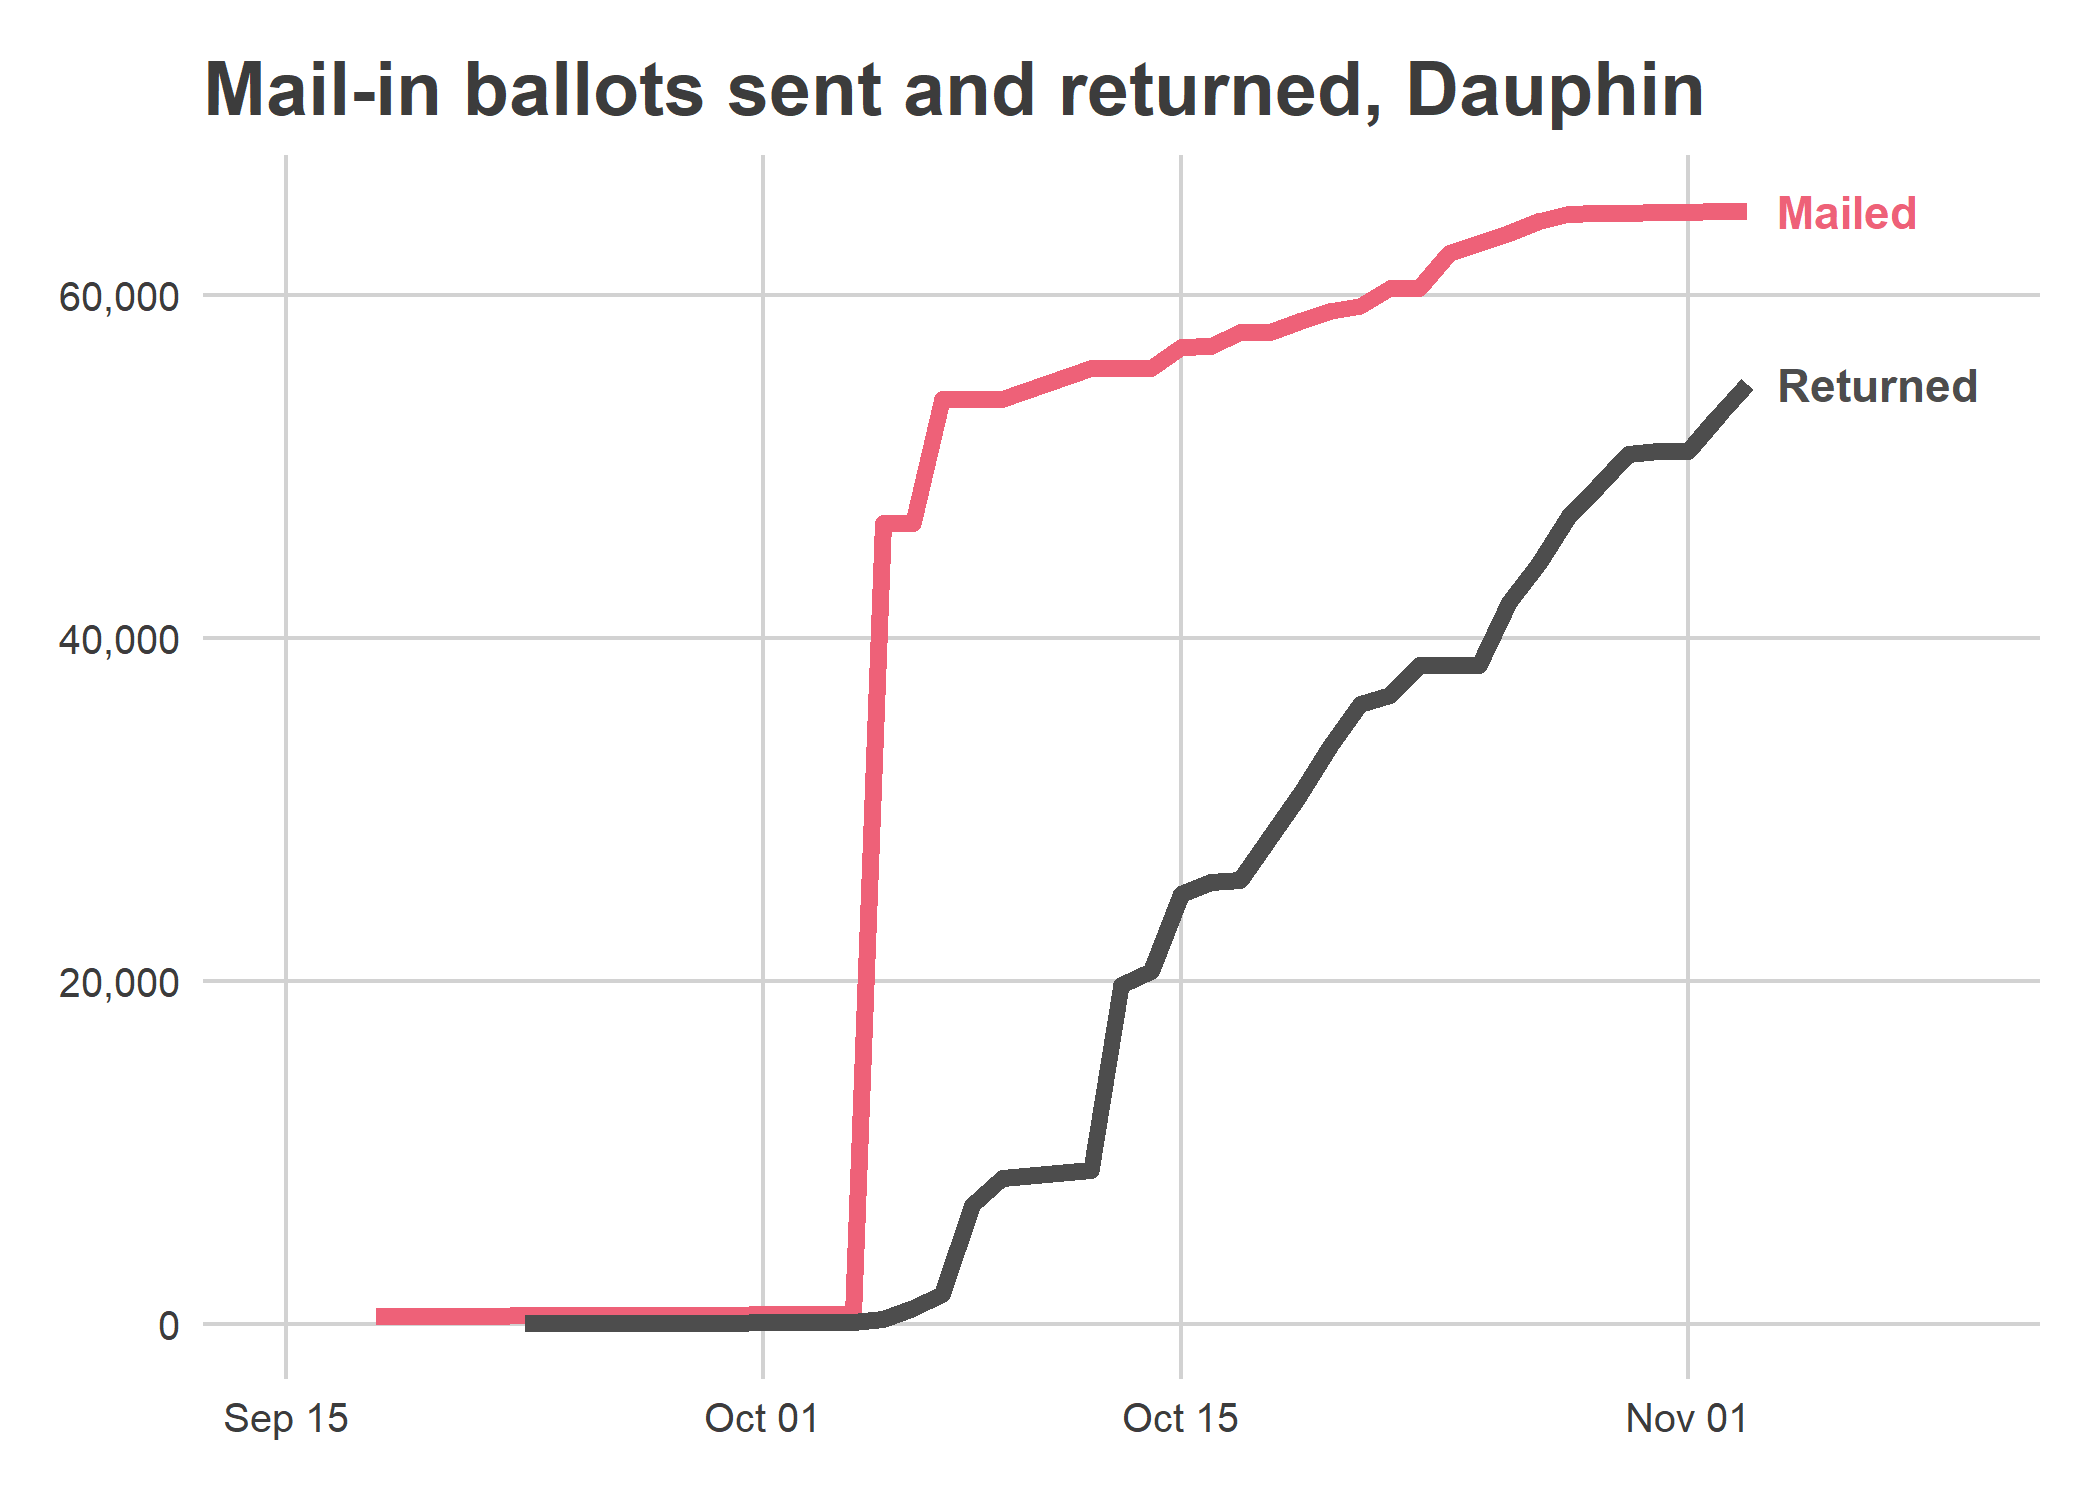 Mail-in ballots sent and returned, Dauphin
Mailed
60,000
Returned
40,000
20,000
0
Sep 15
Oct 01
Oct 15
Nov 01